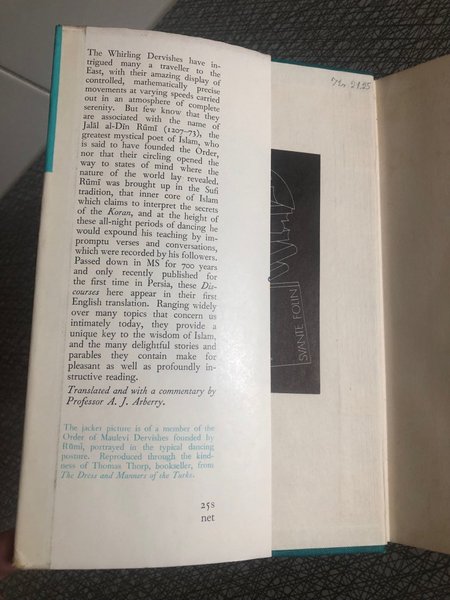 The Whirling Dervishes have in-
trigued many a traveller to the
East, with their amazing display of
controlled, mathematically precise
movements at varying speeds carried
out in an atmosphere of complete
serenity. But few know that they
are associated with the name of
Jalāl al-Dīn Rūmī (1207–73), the
greatest mystical poet of Islam, who
is said to have founded the Order,
nor that their circling opened the
way to states of mind where the
nature of the world lay revealed.
Rūmī was brought up in the Sufi
tradition, that inner core of Islam
which claims to interpret the secrets
of the Koran, and at the height of
these all-night periods of dancing he
would expound his teaching by im-
promptu verses and conversations,
which were recorded by his followers.
Passed down in MS for 700 years
and only recently published for
the first time in Persia, these Dis-
courses here appear in their first
English translation. Ranging widely
over many topics that concern us
intimately today, they provide a
unique key to the wisdom of Islam,
and the many delightful stories and
parables they contain make for
pleasant as well as profoundly in-
structive reading.
Translated and with a commentary by
Professor A. J. Arberry.
The jacket picture is of a member of the
Order of Maulevi Dervishes founded by
Rūmī, portrayed in the typical dancing
posture. Reproduced through the kind-
ness of Thomas Thorp, bookseller, from
The Dress and Manners of the Turks.
25s
net
SVANTE FOLIN